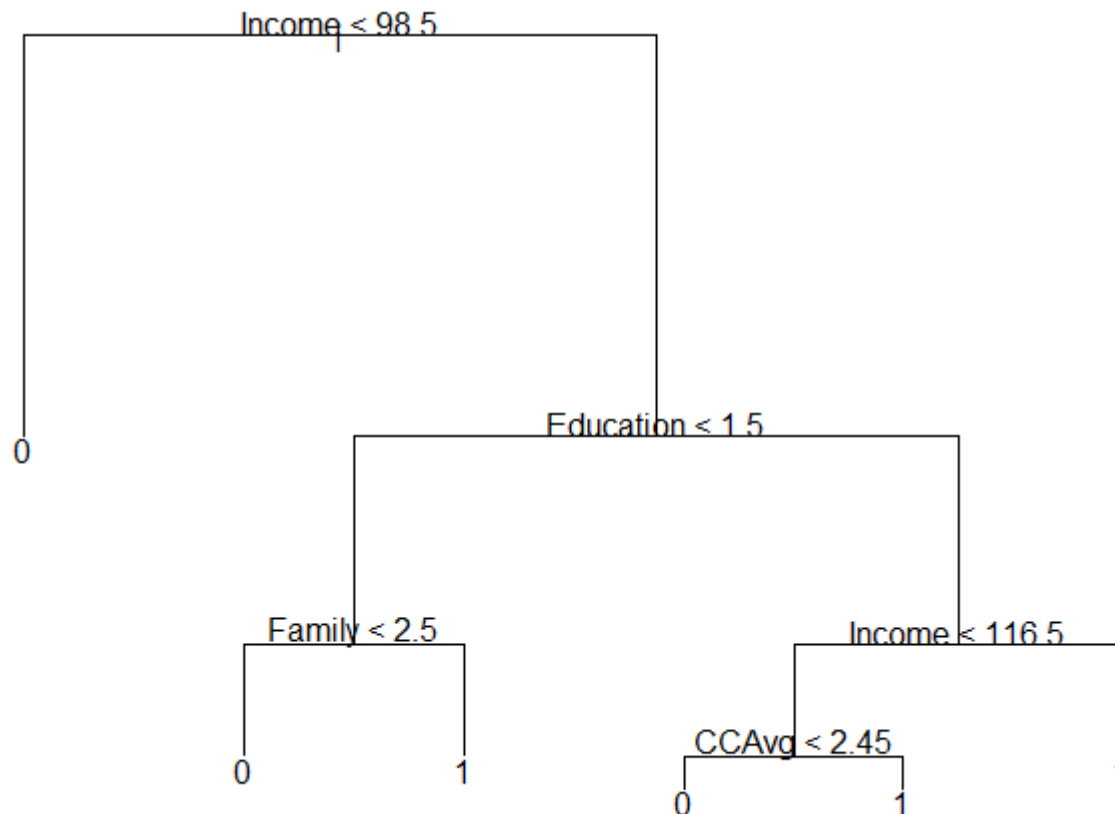 Income < 98.5
Education < 1.5
0
Family < 2.5
Income < 116.5
CCAvg < 2.45
0
1
0
1